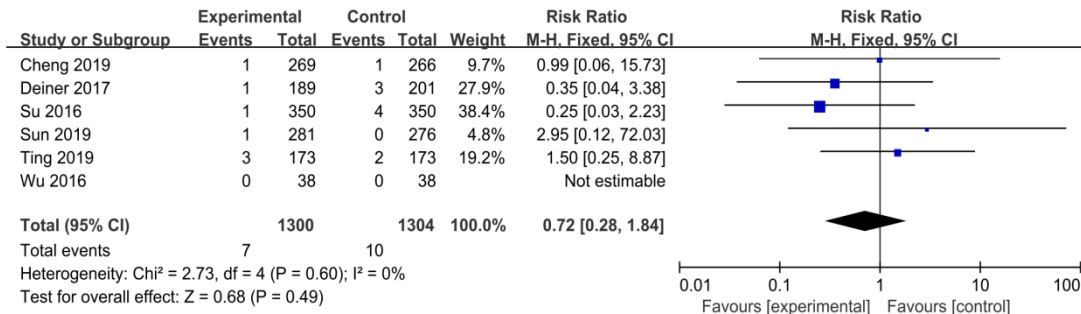 Experimental Control Risk Ratio Risk Ratio
Study or Subgroup Events Total Events Total Weight M-H, Fixed, 95% CI M-H, Fixed, 95% CI
Cheng 2019 1 269 1 266 9.7% 0.99 [0.06, 15.73]
Deiner 2017 1 189 3 201 27.9% 0.35 [0.04, 3.38]
Su 2016 1 350 4 350 38.4% 0.25 [0.03, 2.23]
Sun 2019 1 281 0 276 4.8% 2.95 [0.12, 72.03]
Ting 2019 3 173 2 173 19.2% 1.50 [0.25, 8.87]
Wu 2016 0 38 0 38 Not estimable
Total (95% CI) 1300 1304 100.0% 0.72 [0.28, 1.84]
Total events 7 10
Heterogeneity: Chi² = 2.73, df = 4 (P = 0.60); I² = 0%
Test for overall effect: Z = 0.68 (P = 0.49)
0.01 0.1 1 10 100
Favours [experimental] Favours [control]